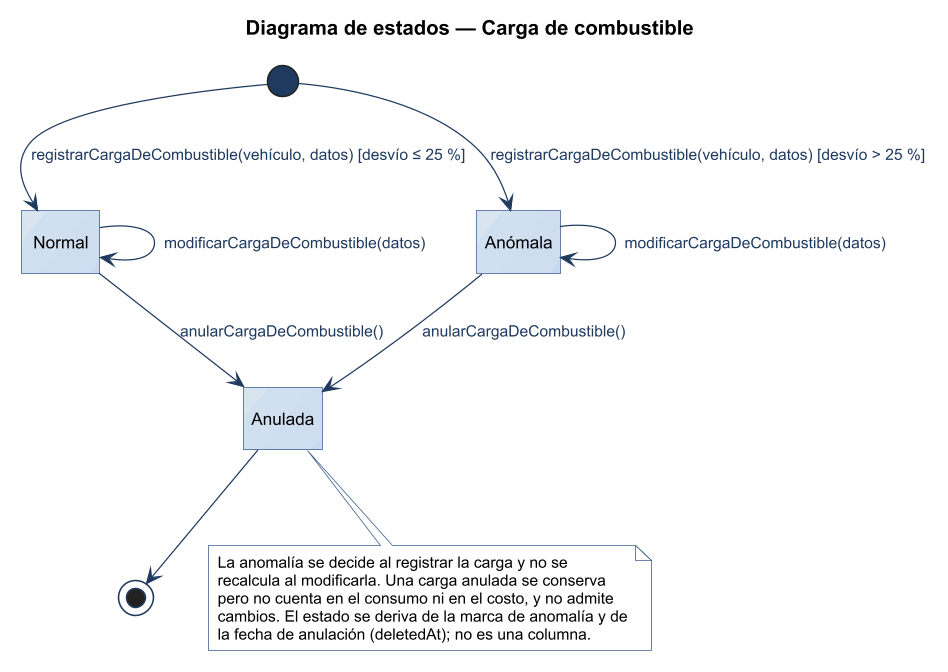 Diagrama de estados — Carga de combustible
registrarCargaDeCombustible(vehículo, datos) [desvío ≤ 25 %]
registrarCargaDeCombustible(vehículo, datos) [desvío > 25 %]
Normal
modificarCargaDeCombustible(datos)
Anómala
modificarCargaDeCombustible(datos)
anularCargaDeCombustible()
anularCargaDeCombustible()
Anulada
La anomalía se decide al registrar la carga y no se
recalcula al modificarla. Una carga anulada se conserva
pero no cuenta en el consumo ni en el costo, y no admite
cambios. El estado se deriva de la marca de anomalía y de
la fecha de anulación (deletedAt); no es una columna.